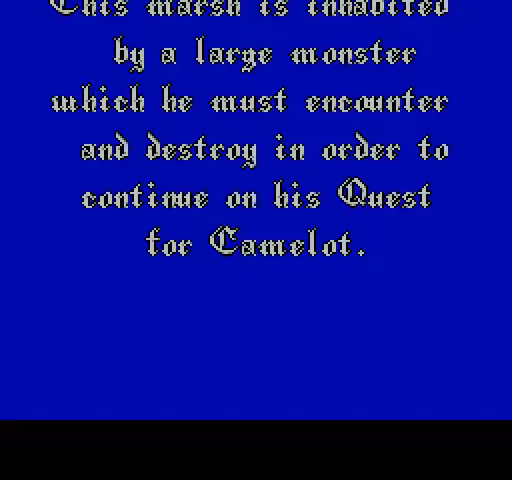 This marsh is inhabited
by a large monster
which he must encounter
and destroy in order to
continue on his Quest
for Camelot.